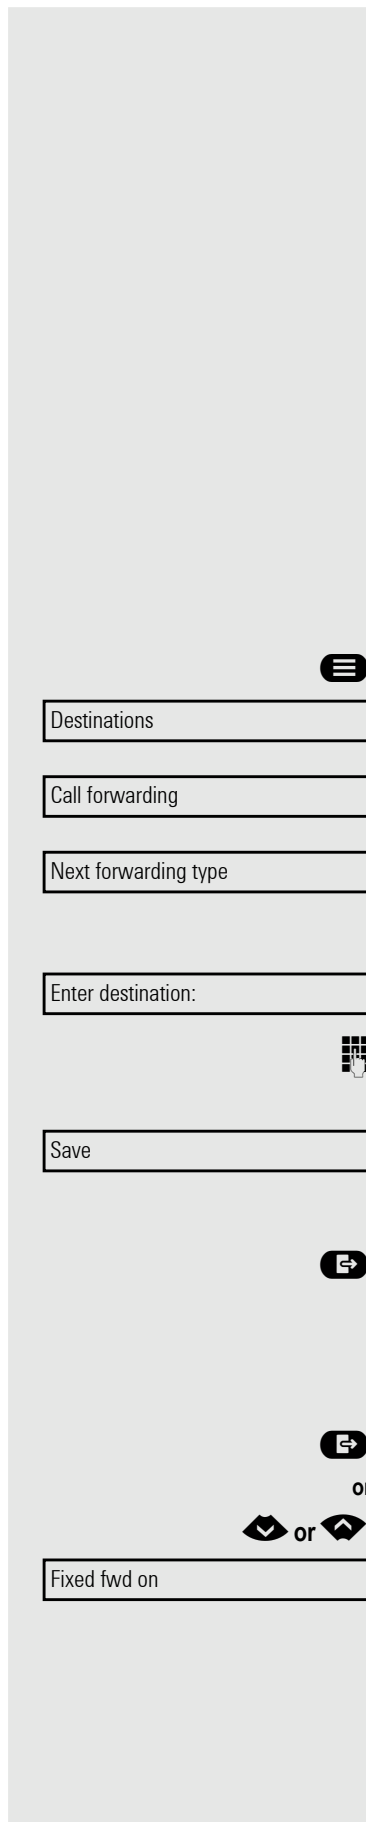 Destinations
Call forwarding
Next forwarding type
Enter destination:
Save
or
or
Fixed fwd on